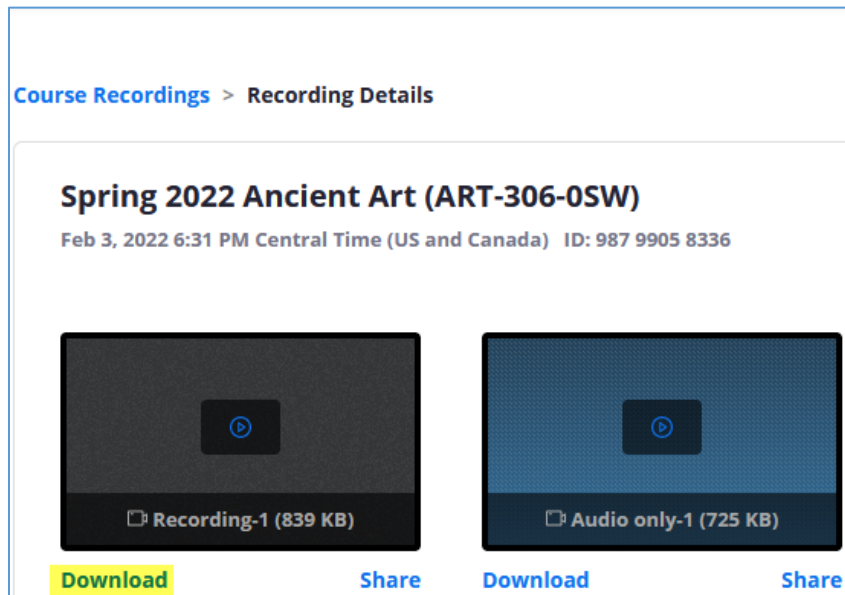 Course Recordings > Recording Details
Spring 2022 Ancient Art (ART-306-0SW)
Feb 3, 2022 6:31 PM Central Time (US and Canada) ID: 987 9905 8336
Recording-1 (839 KB)
Audio only-1 (725 KB)
Download Share Download Share